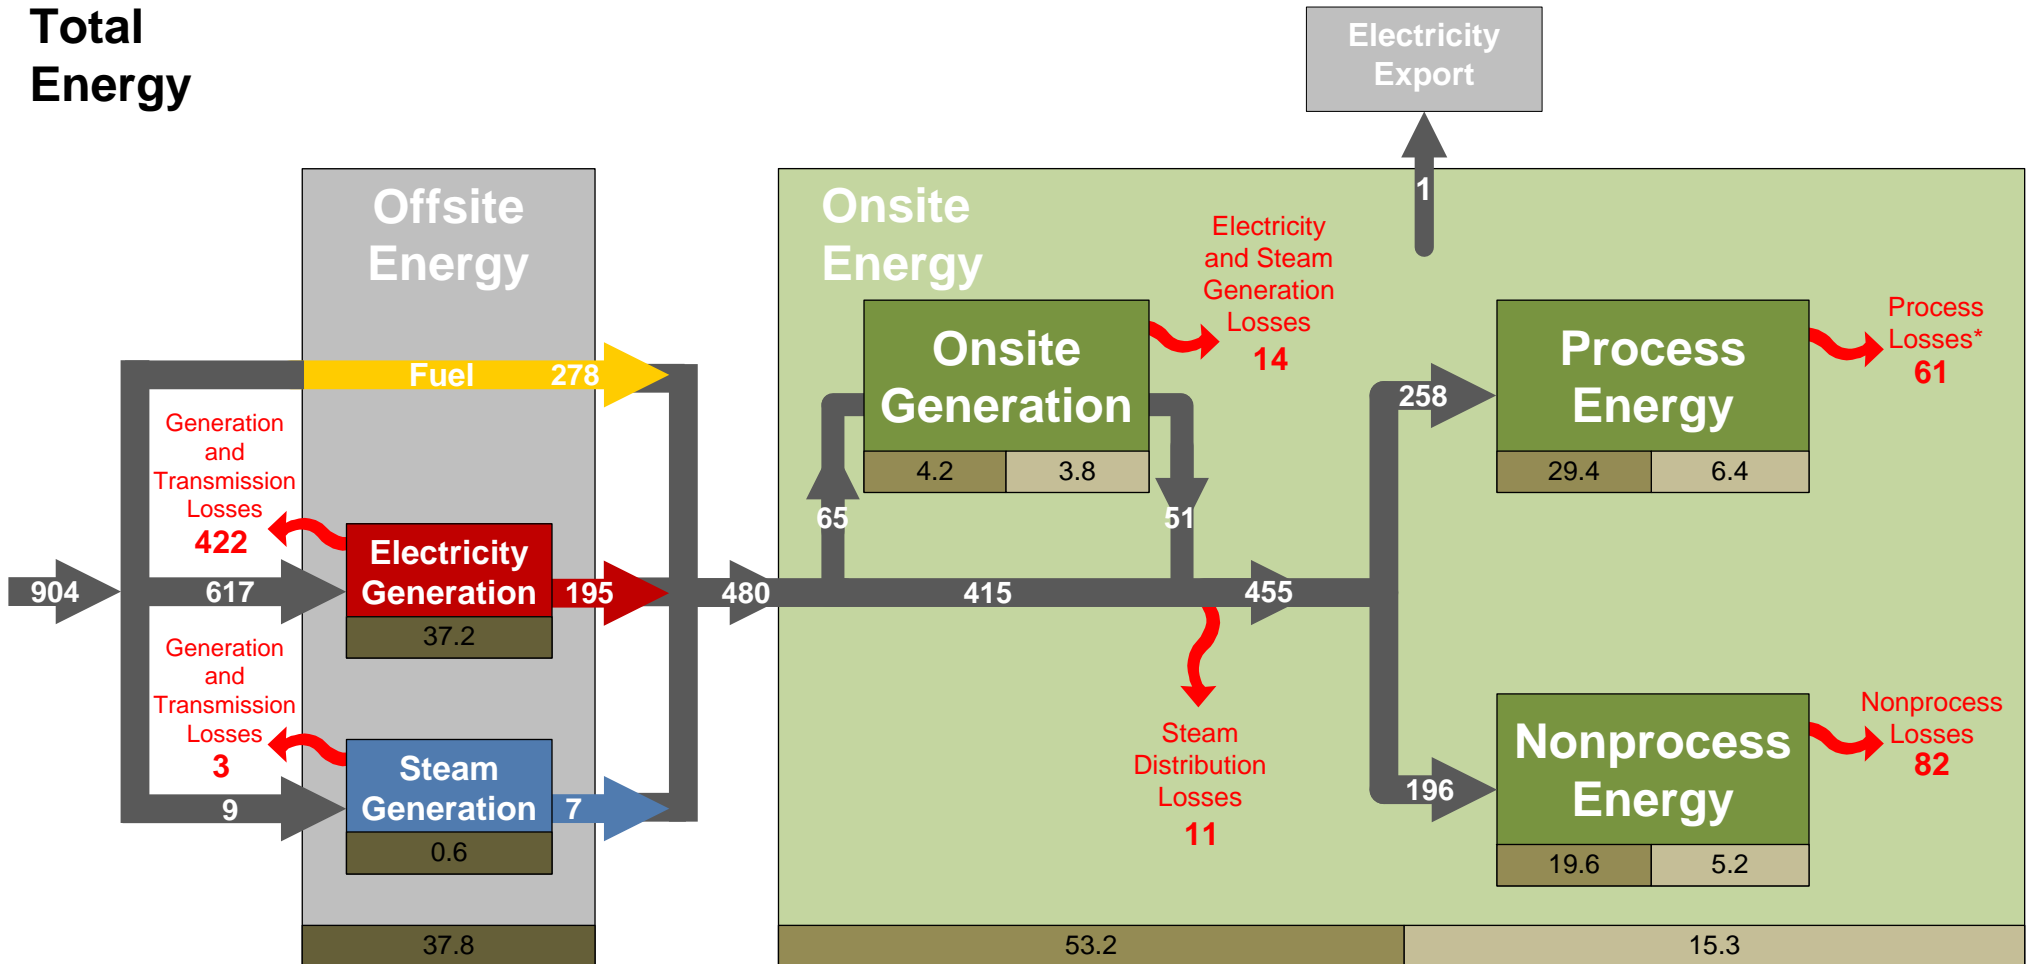 Total
Energy
Electricity
Export
1
Offsite
Energy
Onsite
Energy
Electricity
and Steam
Generation
Losses
14
Onsite
Generation
4.2 3.8
Process
Energy
29.4 6.4
Process
Losses*
61
Fuel 278
258
Generation
and
Transmission
Losses
422
65
51
Electricity
Generation
37.2
904
617
195
480
415
455
Generation
and
Transmission
Losses
3
Steam
Generation
0.6
9
7
Steam
Distribution
Losses
11
196
Nonprocess
Energy
19.6 5.2
Nonprocess
Losses
82
37.8
53.2 15.3